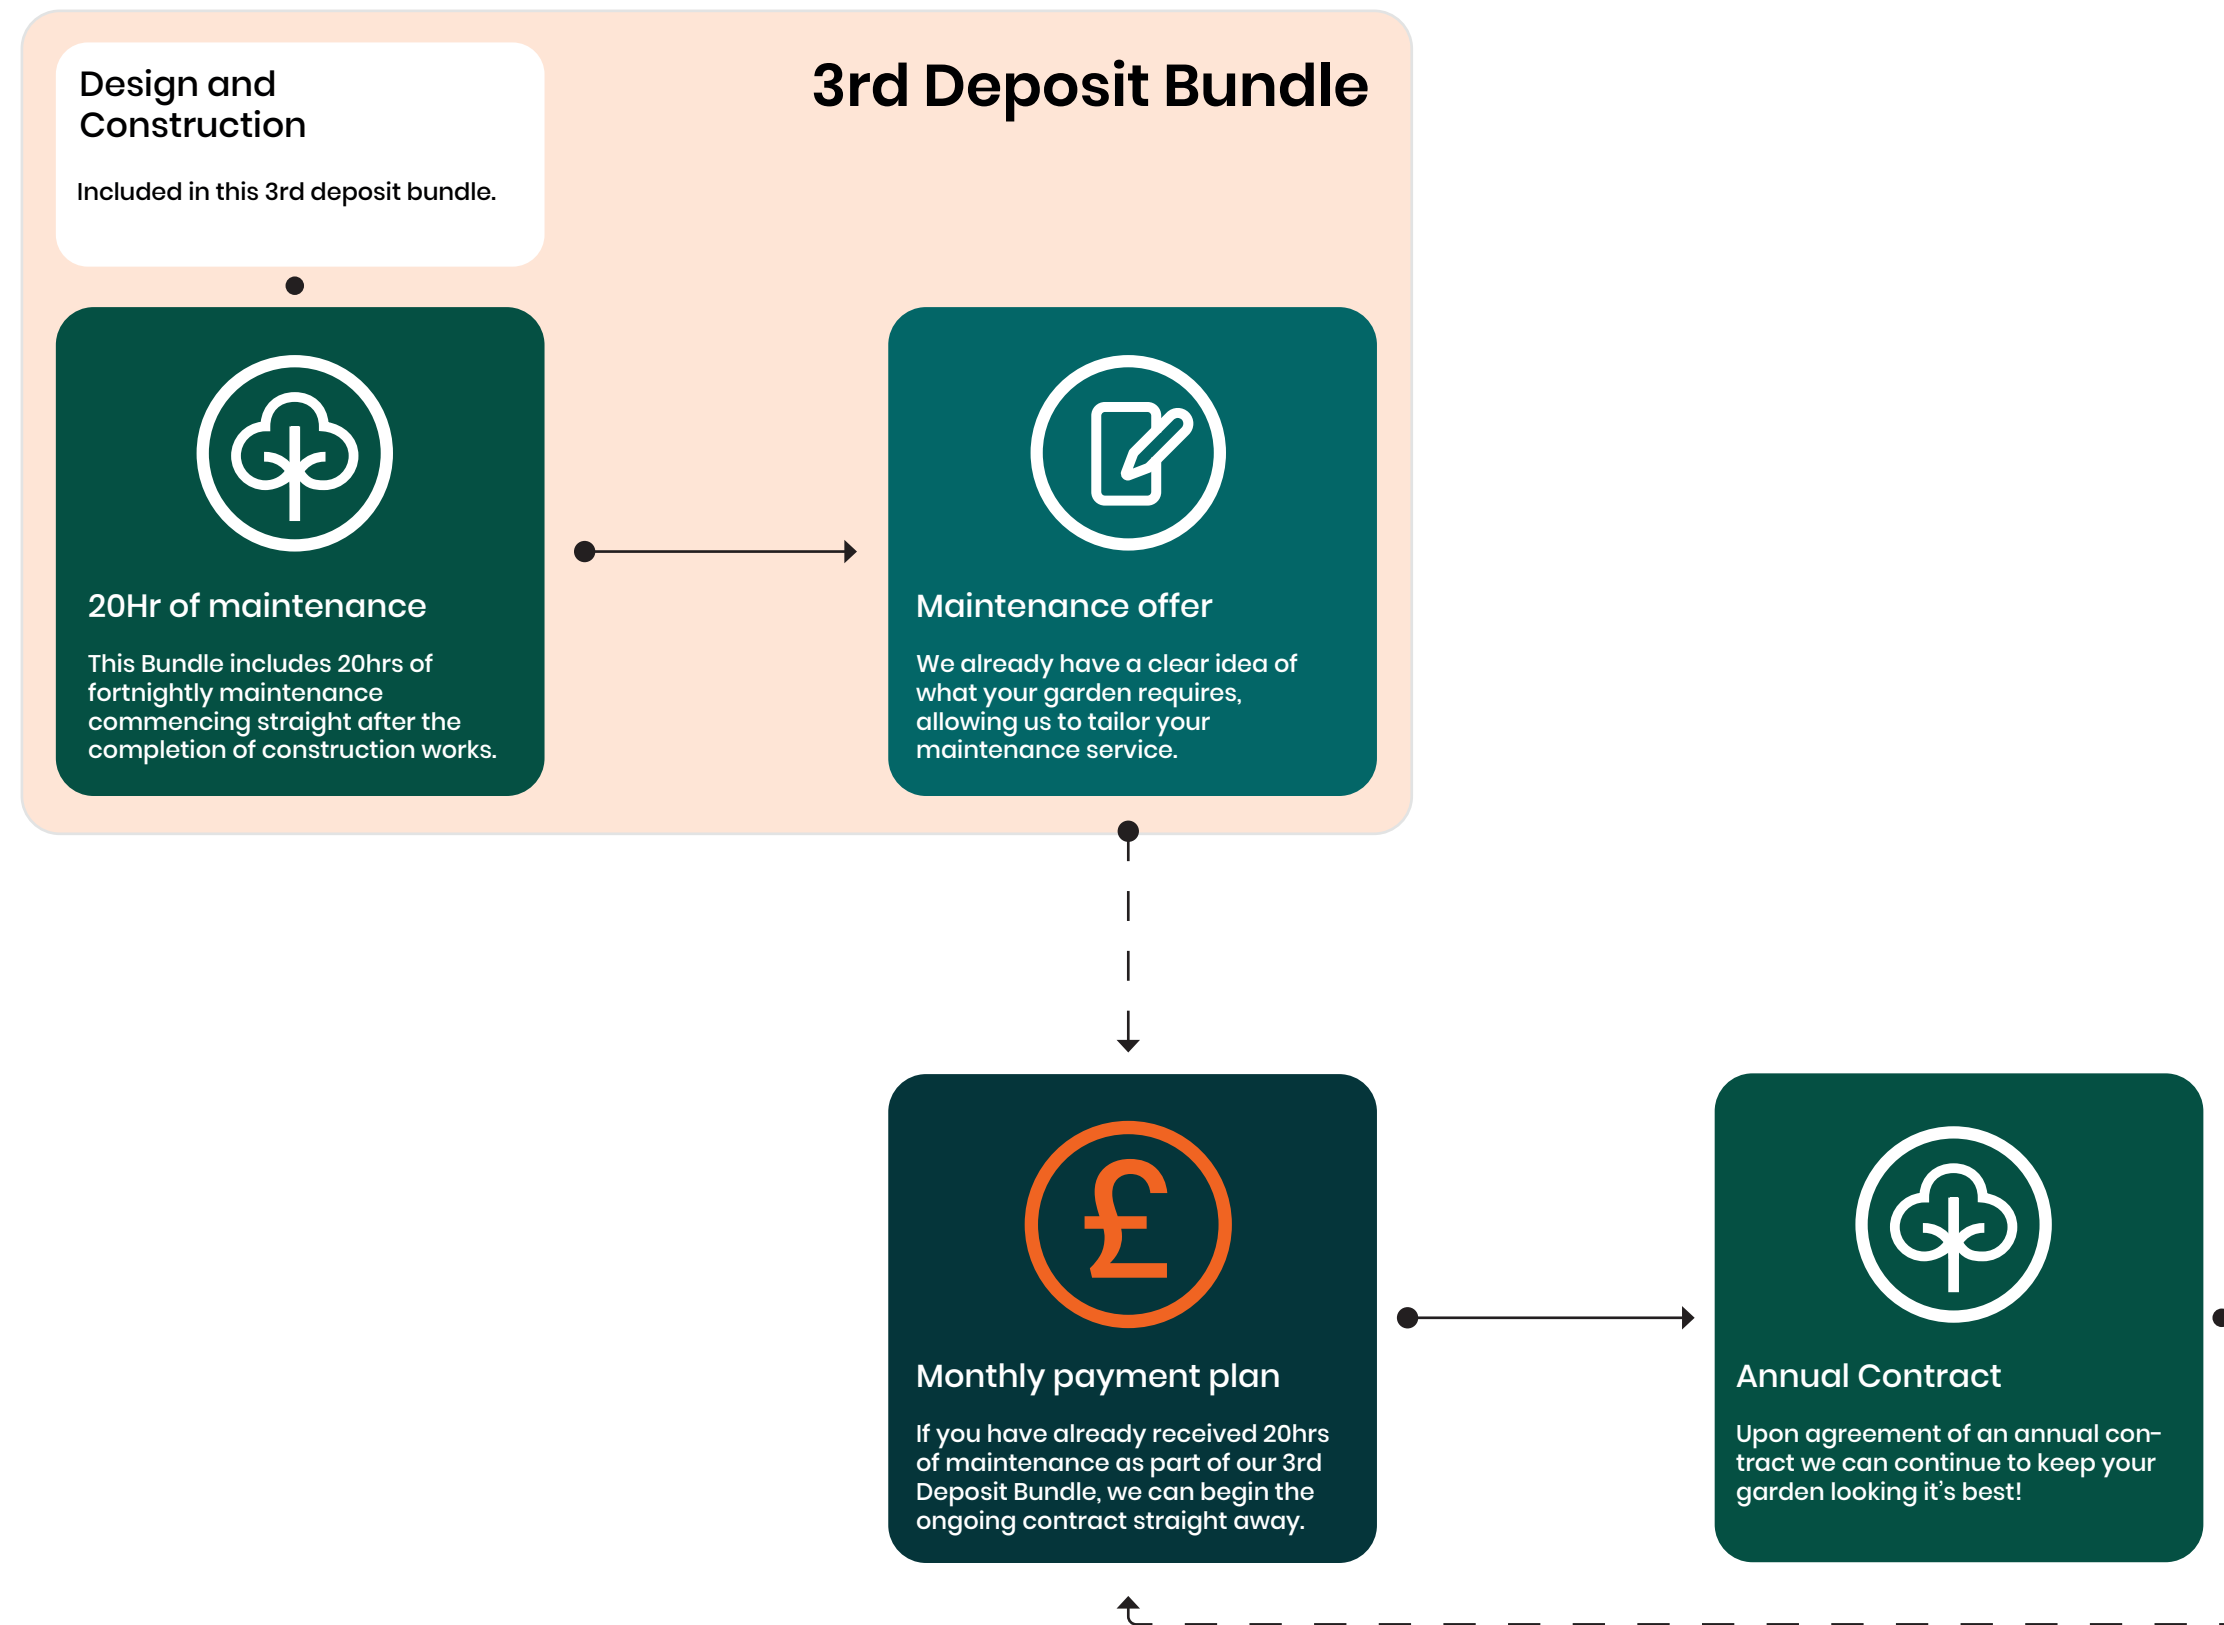 Design and
Construction
Included in this 3rd deposit bundle.
3rd Deposit Bundle
20Hr of maintenance
This Bundle includes 20hrs of
fortnightly maintenance
commencing straight after the
completion of construction works.
Maintenance offer
We already have a clear idea of
what your garden requires,
allowing us to tailor your
maintenance service.
£
Monthly payment plan
If you have already received 20hrs
of maintenance as part of our 3rd
Deposit Bundle, we can begin the
ongoing contract straight away.
Annual Contract
Upon agreement of an annual con-
tract we can continue to keep your
garden looking it's best!